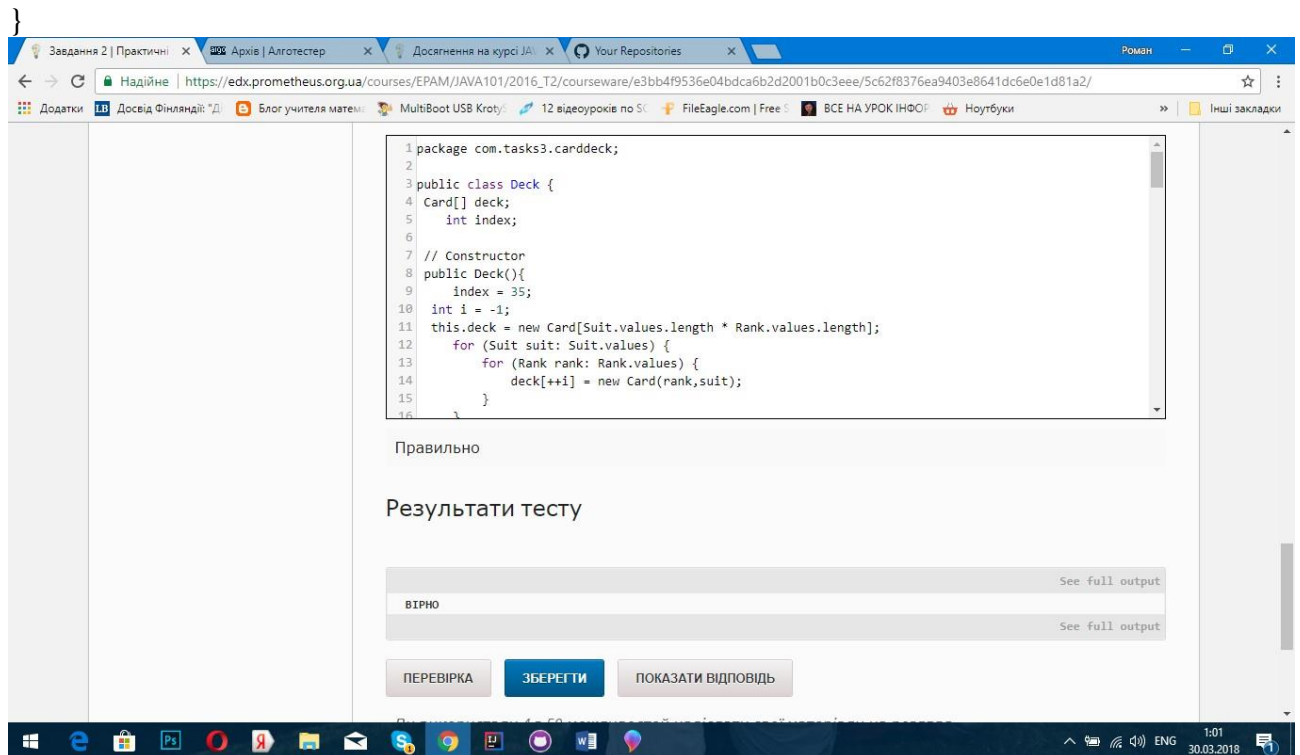 }
Завдання 2 | Практичні Архів | Алготестер Досягнення на курсі JAV Your Repositories Роман
Надійне | https://edx.prometheus.org.ua/courses/EPAM/JAVA101/2016_T2/courseware/e3bb4f9536e04bdca6b2d2001b0c3eee/5c62f8376ea9403e8641dc6e0e1d81a2/
Додатки LB Досвід Фінляндії: "Д Блог учителя матема MultiBoot USB KrotyS 12 відеоуроків по SC FileEagle.com | Free S ВСЕ НА УРОК ІНФОР Ноутбуки » Інші закладки
1 package com.tasks3.carddeck;
2
3 public class Deck {
4 Card[] deck;
5 int index;
6
7 // Constructor
8 public Deck(){
9 index = 35;
10 int i = -1;
11 this.deck = new Card[Suit.values.length * Rank.values.length];
12 for (Suit suit: Suit.values) {
13 for (Rank rank: Rank.values) {
14 deck[++i] = new Card(rank,suit);
15 }
16 }
Правильно
Результати тесту
See full output
ВІРНО
See full output
ПЕРЕВІРКА ЗБЕРЕГТИ ПОКАЗАТИ ВІДПОВІДЬ
ENG 1:01
30.03.2018